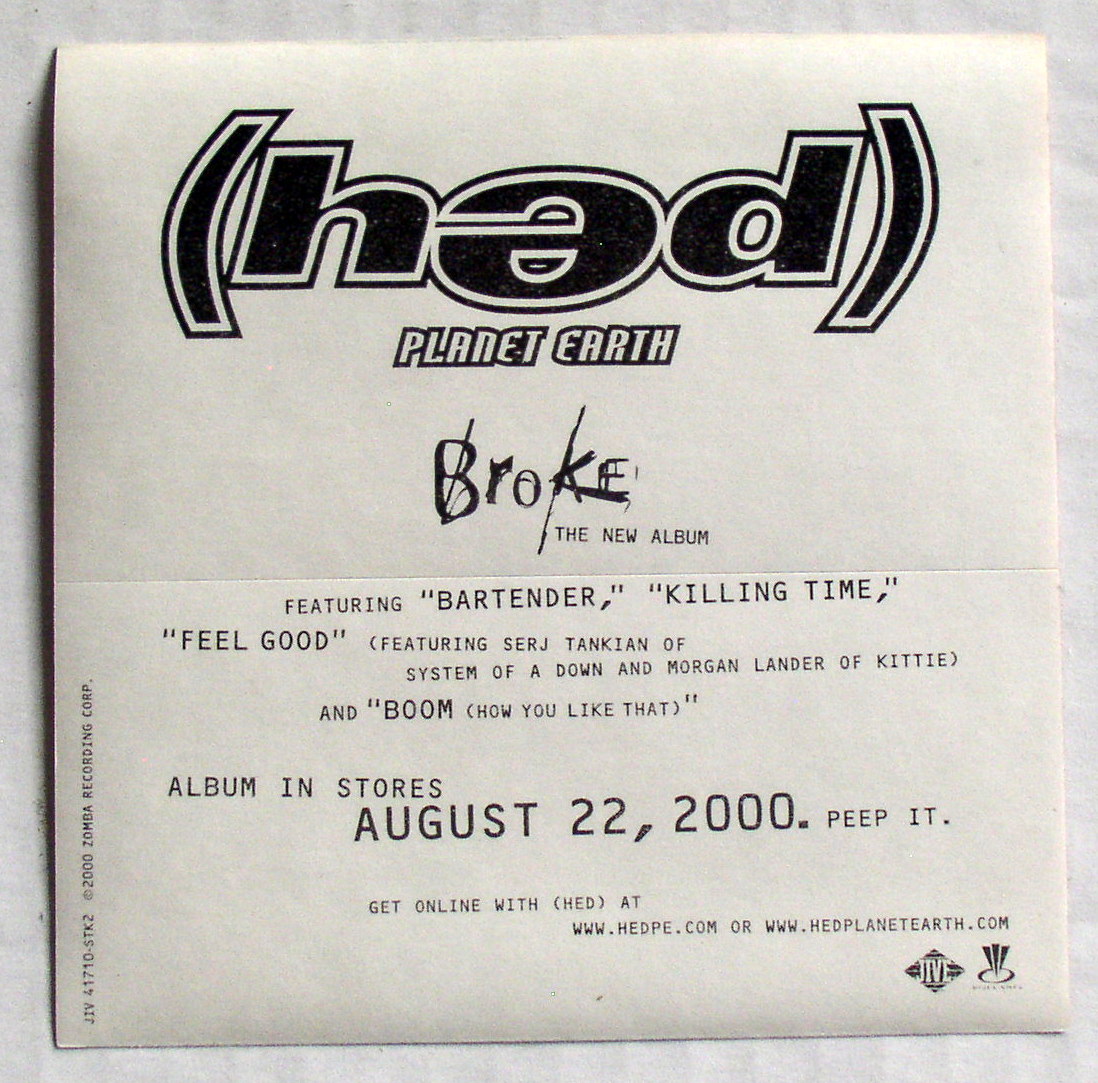 (hǝd)
PLANET EARTH
BroKE
THE NEW ALBUM
FEATURING "BARTENDER," "KILLING TIME,"
"FEEL GOOD" (FEATURING SERJ TANKIAN OF
SYSTEM OF A DOWN AND MORGAN LANDER OF KITTIE)
AND "BOOM (HOW YOU LIKE THAT)"
ALBUM IN STORES
AUGUST 22, 2000. PEEP IT.
GET ONLINE WITH (HED) AT
WWW.HEDPE.COM OR WWW.HEDPLANETEARTH.COM
JIVE
JIV 41710-STK2 ©2000 ZOMBA RECORDING CORP.